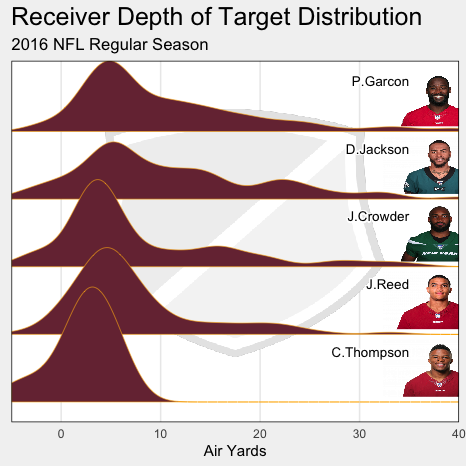 Receiver Depth of Target Distribution
2016 NFL Regular Season
P.Garcon
D.Jackson
J.Crowder
J.Reed
C.Thompson
0 10 20 30 40
Air Yards